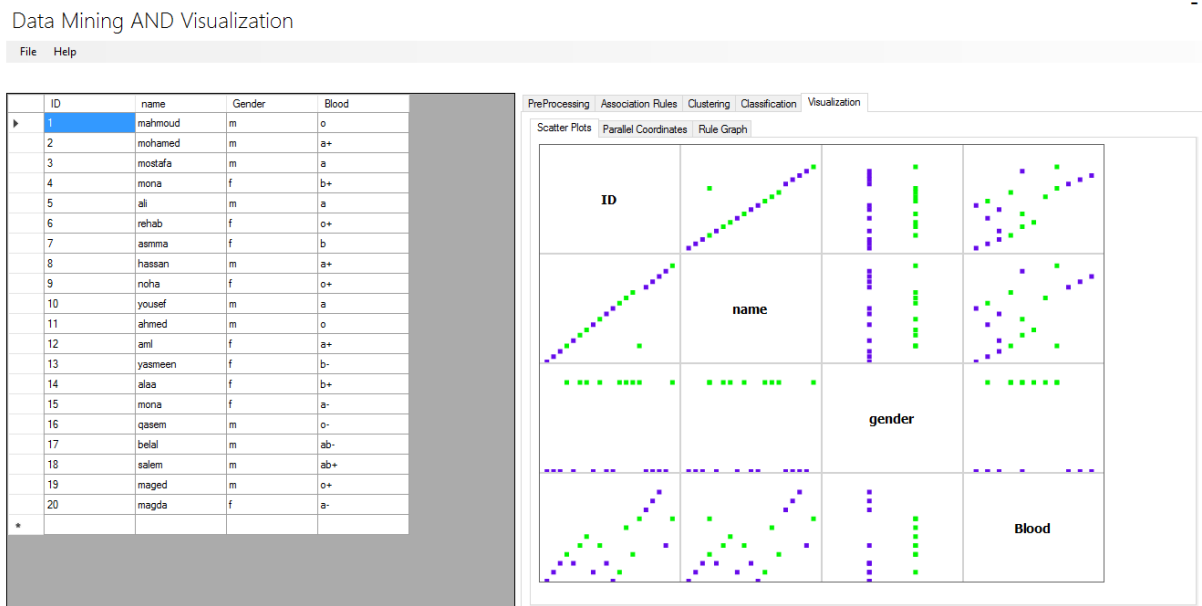 Data Mining AND Visualization
File Help
ID name Gender Blood
1 mahmoud m o
2 mohamed m a+
3 mostafa m a
4 mona f b+
5 ali m a
6 rehab f o+
7 asmma f b
8 hassan m a+
9 noha f o+
10 yousef m a
11 ahmed m o
12 aml f a+
13 yasmeen f b-
14 alaa f b+
15 mona f a-
16 qasem m o-
17 belal m ab-
18 salem m ab+
19 maged m o+
20 magda f a-
*
PreProcessing Association Rules Clustering Classification Visualization
Scatter Plots Parallel Coordinates Rule Graph
ID
name
gender
Blood